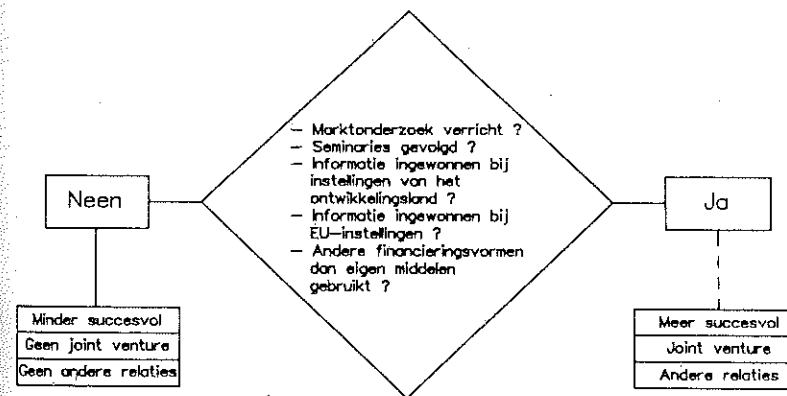 — Marktonderzoek verricht ?
— Seminaries gevolgd ?
— Informatie ingewonnen bij
instellingen van het
ontwikkelingsland ?
— Informatie ingewonnen bij
EU—instellingen ?
— Andere financieringsvormen
dan eigen middelen
gebruikt ?
Neen
Ja
Minder succesvol
Geen joint venture
Geen andere relaties
Meer succesvol
Joint venture
Andere relaties